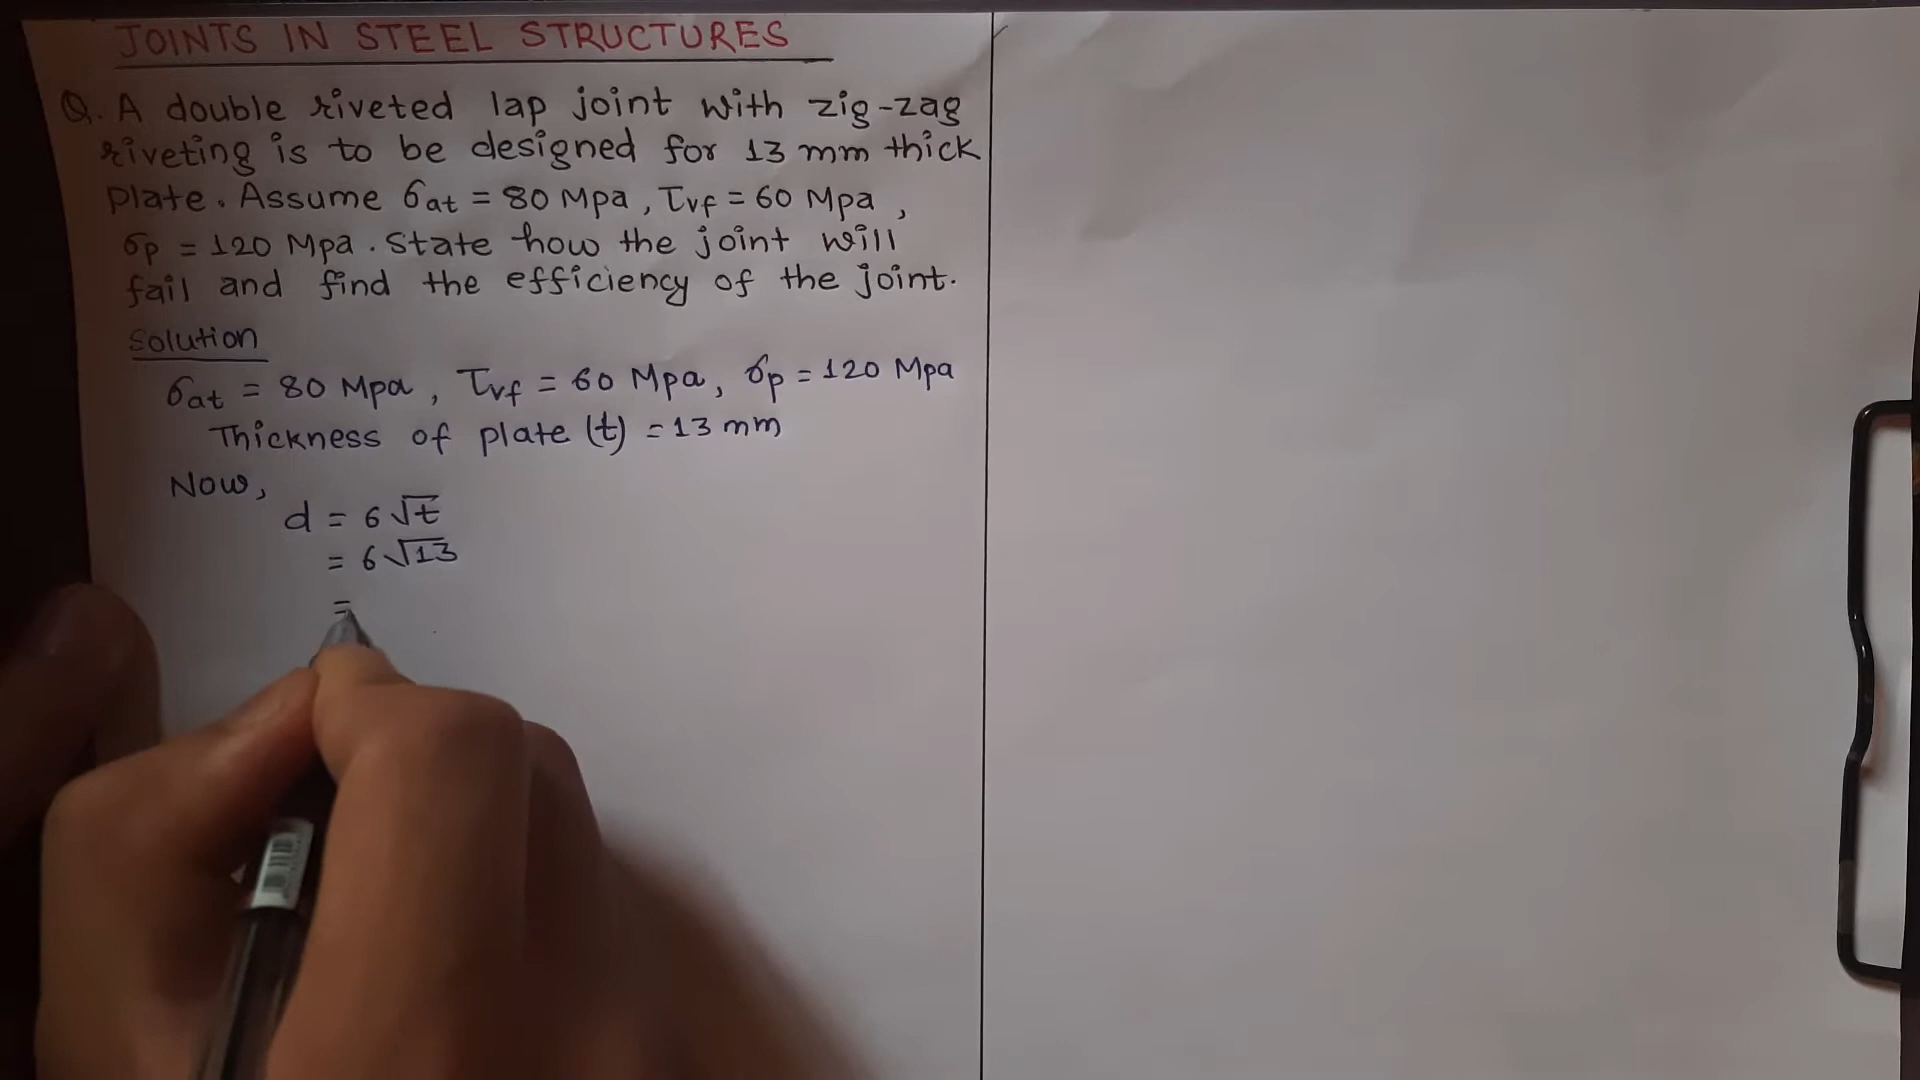 JOINTS IN STEEL STRUCTURES
Q. A double riveted lap joint with zig-zag
riveting is to be designed for 13 mm thick
plate. Assume σat = 80 Mpa, τvf = 60 Mpa,
σp = 120 Mpa. State how the joint will
fail and find the efficiency of the joint.
Solution
σat = 80 Mpa, τvf = 60 Mpa, σp = 120 Mpa
Thickness of plate (t) = 13 mm
Now,
d = 6√t
= 6√13
=